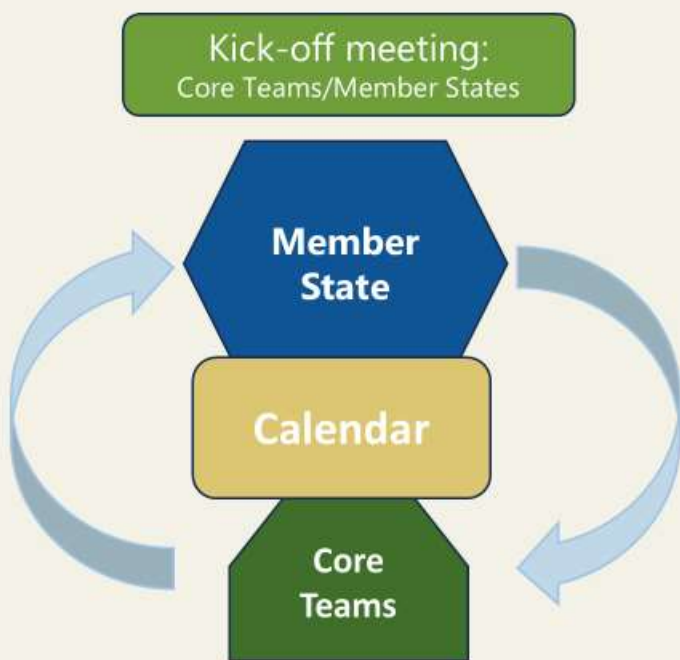 Kick-off meeting:
Core Teams/Member States
Member
State
Calendar
Core
Teams